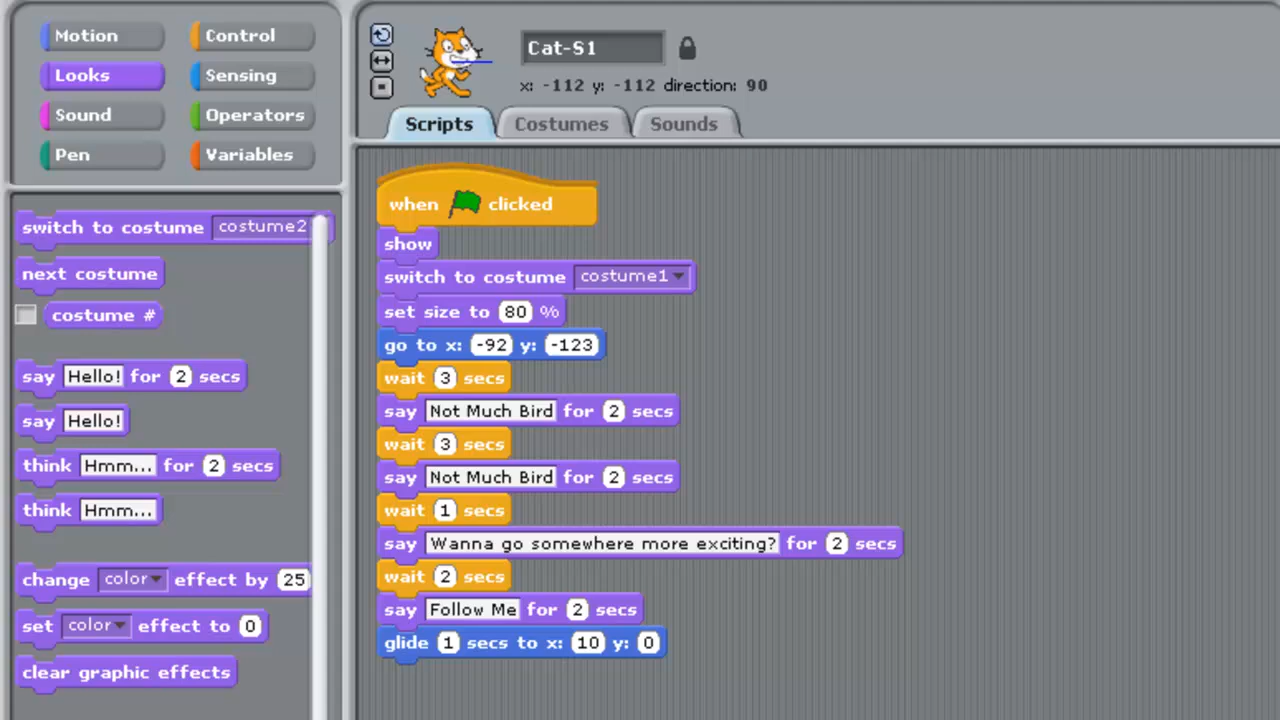 Motion Control
Looks Sensing
Sound Operators
Pen Variables
Cat-S1
x: -112 y: -112 direction: 90
Scripts Costumes Sounds
switch to costume costume2
next costume
costume #
say Hello! for 2 secs
say Hello!
think Hmm... for 2 secs
think Hmm...
change color effect by 25
set color effect to 0
clear graphic effects
when clicked
show
switch to costume costume1
set size to 80 %
go to x: -92 y: -123
wait 3 secs
say Not Much Bird for 2 secs
wait 3 secs
say Not Much Bird for 2 secs
wait 1 secs
say Wanna go somewhere more exciting? for 2 secs
wait 2 secs
say Follow Me for 2 secs
glide 1 secs to x: 10 y: 0